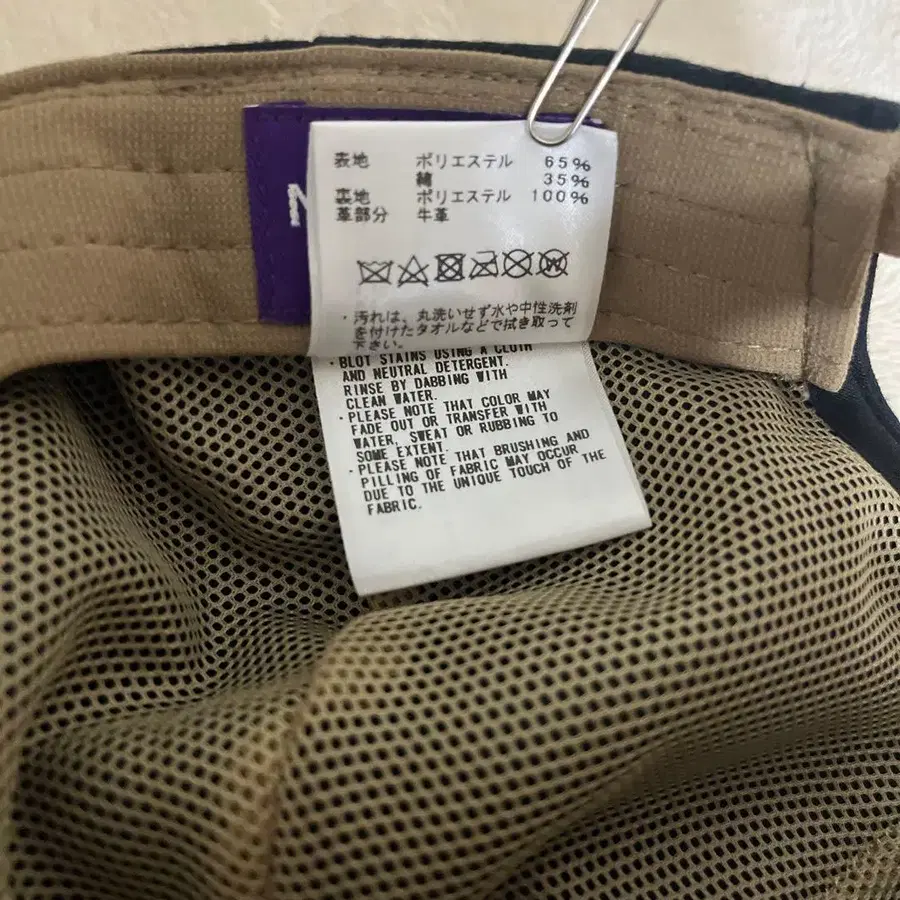 表地 ポリエステル 65%
綿 35%
裏地 ポリエステル 100%
革部分 牛革
・汚れは、丸洗いせず水や中性洗剤
を付けたタオルなどで拭き取って
下さい。
・BLOT STAINS USING A CLOTH
AND NEUTRAL DETERGENT.
RINSE BY DABBING WITH
CLEAN WATER.
・PLEASE NOTE THAT COLOR MAY
FADE OUT OR TRANSFER WITH
WATER, SWEAT OR RUBBING TO
SOME EXTENT.
・PLEASE NOTE THAT BRUSHING AND
PILLING OF FABRIC MAY OCCUR
DUE TO THE UNIQUE TOUCH OF THE
FABRIC.